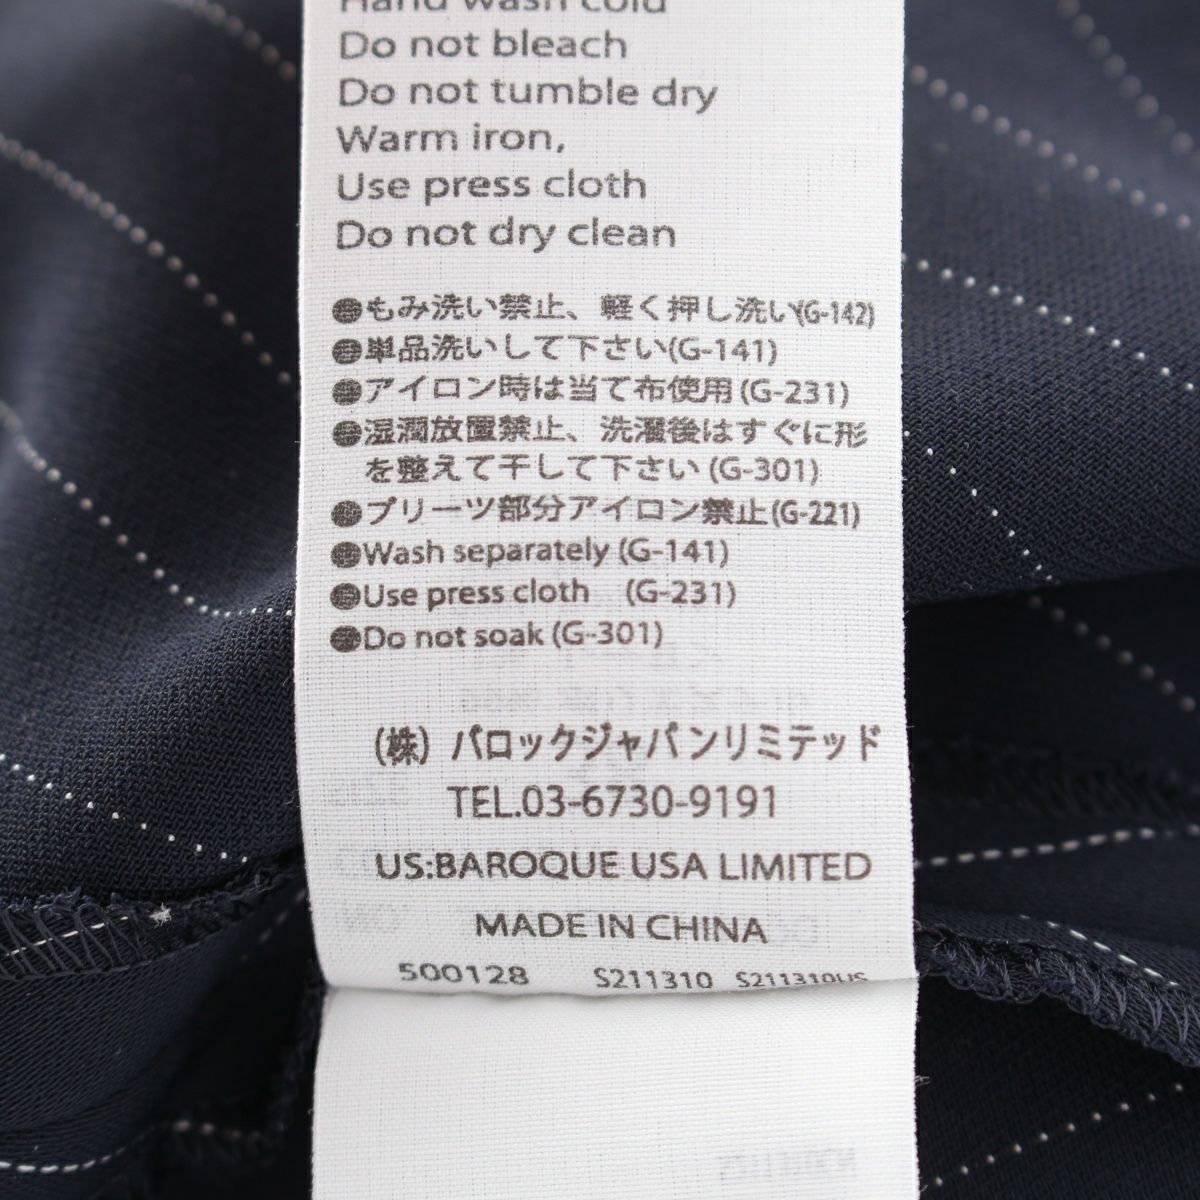 Hand wash cold
Do not bleach
Do not tumble dry
Warm iron,
Use press cloth
Do not dry clean
●もみ洗い禁止、軽く押し洗い(G-142)
●単品洗いして下さい(G-141)
●アイロン時は当て布使用(G-231)
●湿潤放置禁止、洗濯後はすぐに形
を整えて干して下さい(G-301)
●プリーツ部分アイロン禁止(G-221)
●Wash separately (G-141)
●Use press cloth (G-231)
●Do not soak (G-301)
(株) バロックジャパンリミテッド
TEL.03-6730-9191
US:BAROQUE USA LIMITED
MADE IN CHINA
500128 S211310 S211310US